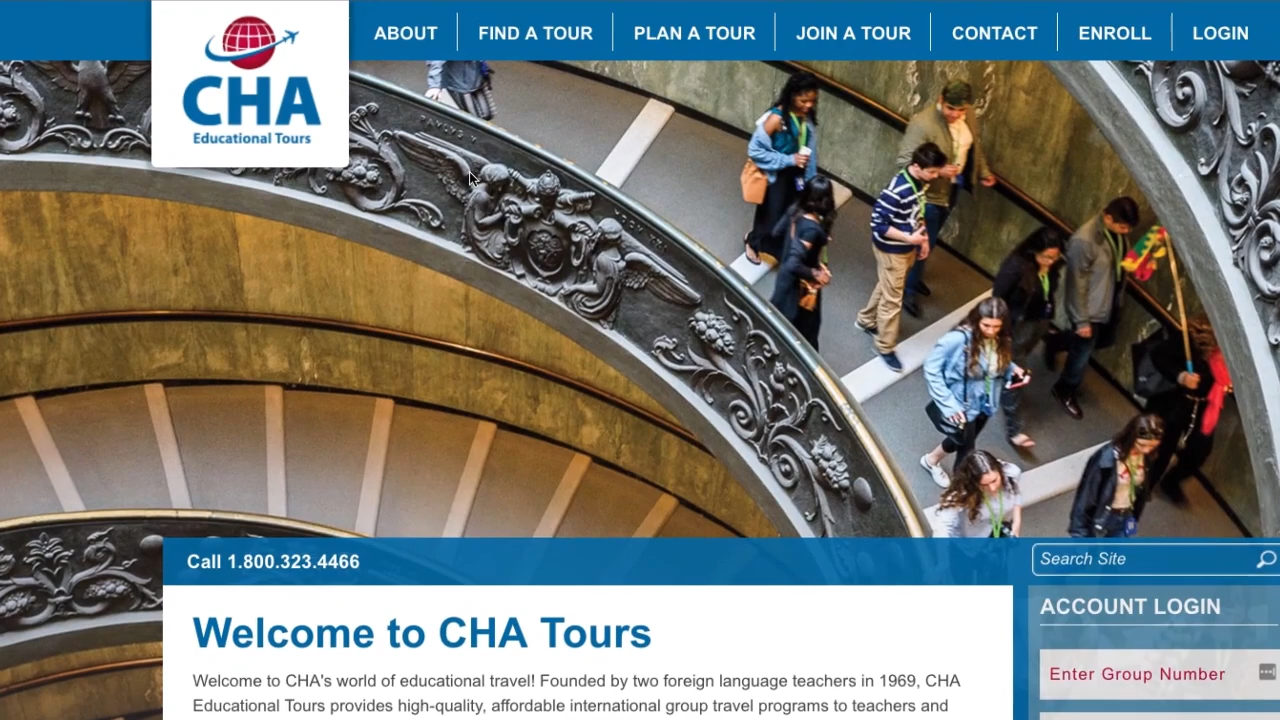 CHA
Educational Tours
ABOUT
FIND A TOUR
PLAN A TOUR
JOIN A TOUR
CONTACT
ENROLL
LOGIN
Call 1.800.323.4466
Search Site
Welcome to CHA Tours
Welcome to CHA's world of educational travel! Founded by two foreign language teachers in 1969, CHA
Educational Tours provides high-quality, affordable international group travel programs to teachers and
ACCOUNT LOGIN
Enter Group Number